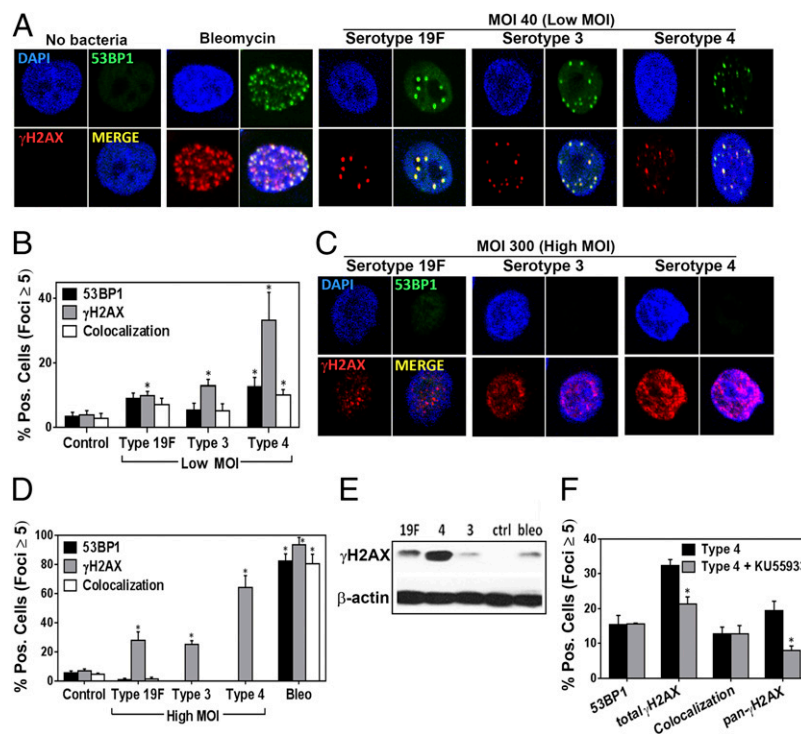 A
MOI 40 (Low MOI)
No bacteria Bleomycin Serotype 19F Serotype 3 Serotype 4
DAPI 53BP1
γH2AX MERGE
B
% Pos. Cells (Foci ≥ 5)
40
20
0
53BP1
γH2AX
Colocalization
* * * * *
Control Type 19F Type 3 Type 4
Low MOI
C
MOI 300 (High MOI)
Serotype 19F Serotype 3 Serotype 4
DAPI 53BP1
γH2AX MERGE
D
% Pos. Cells (Foci ≥ 5)
100
80
60
40
20
0
53BP1
γH2AX
Colocalization
* * * * * *
Control Type 19F Type 3 Type 4 Bleo
High MOI
E
19F 4 3 ctrl bleo
γH2AX
β-actin
F
% Pos. Cells (Foci ≥ 5)
40
30
20
10
0
Type 4
Type 4 + KU55933
* *
53BP1 total γH2AX Colocalization pan-γH2AX